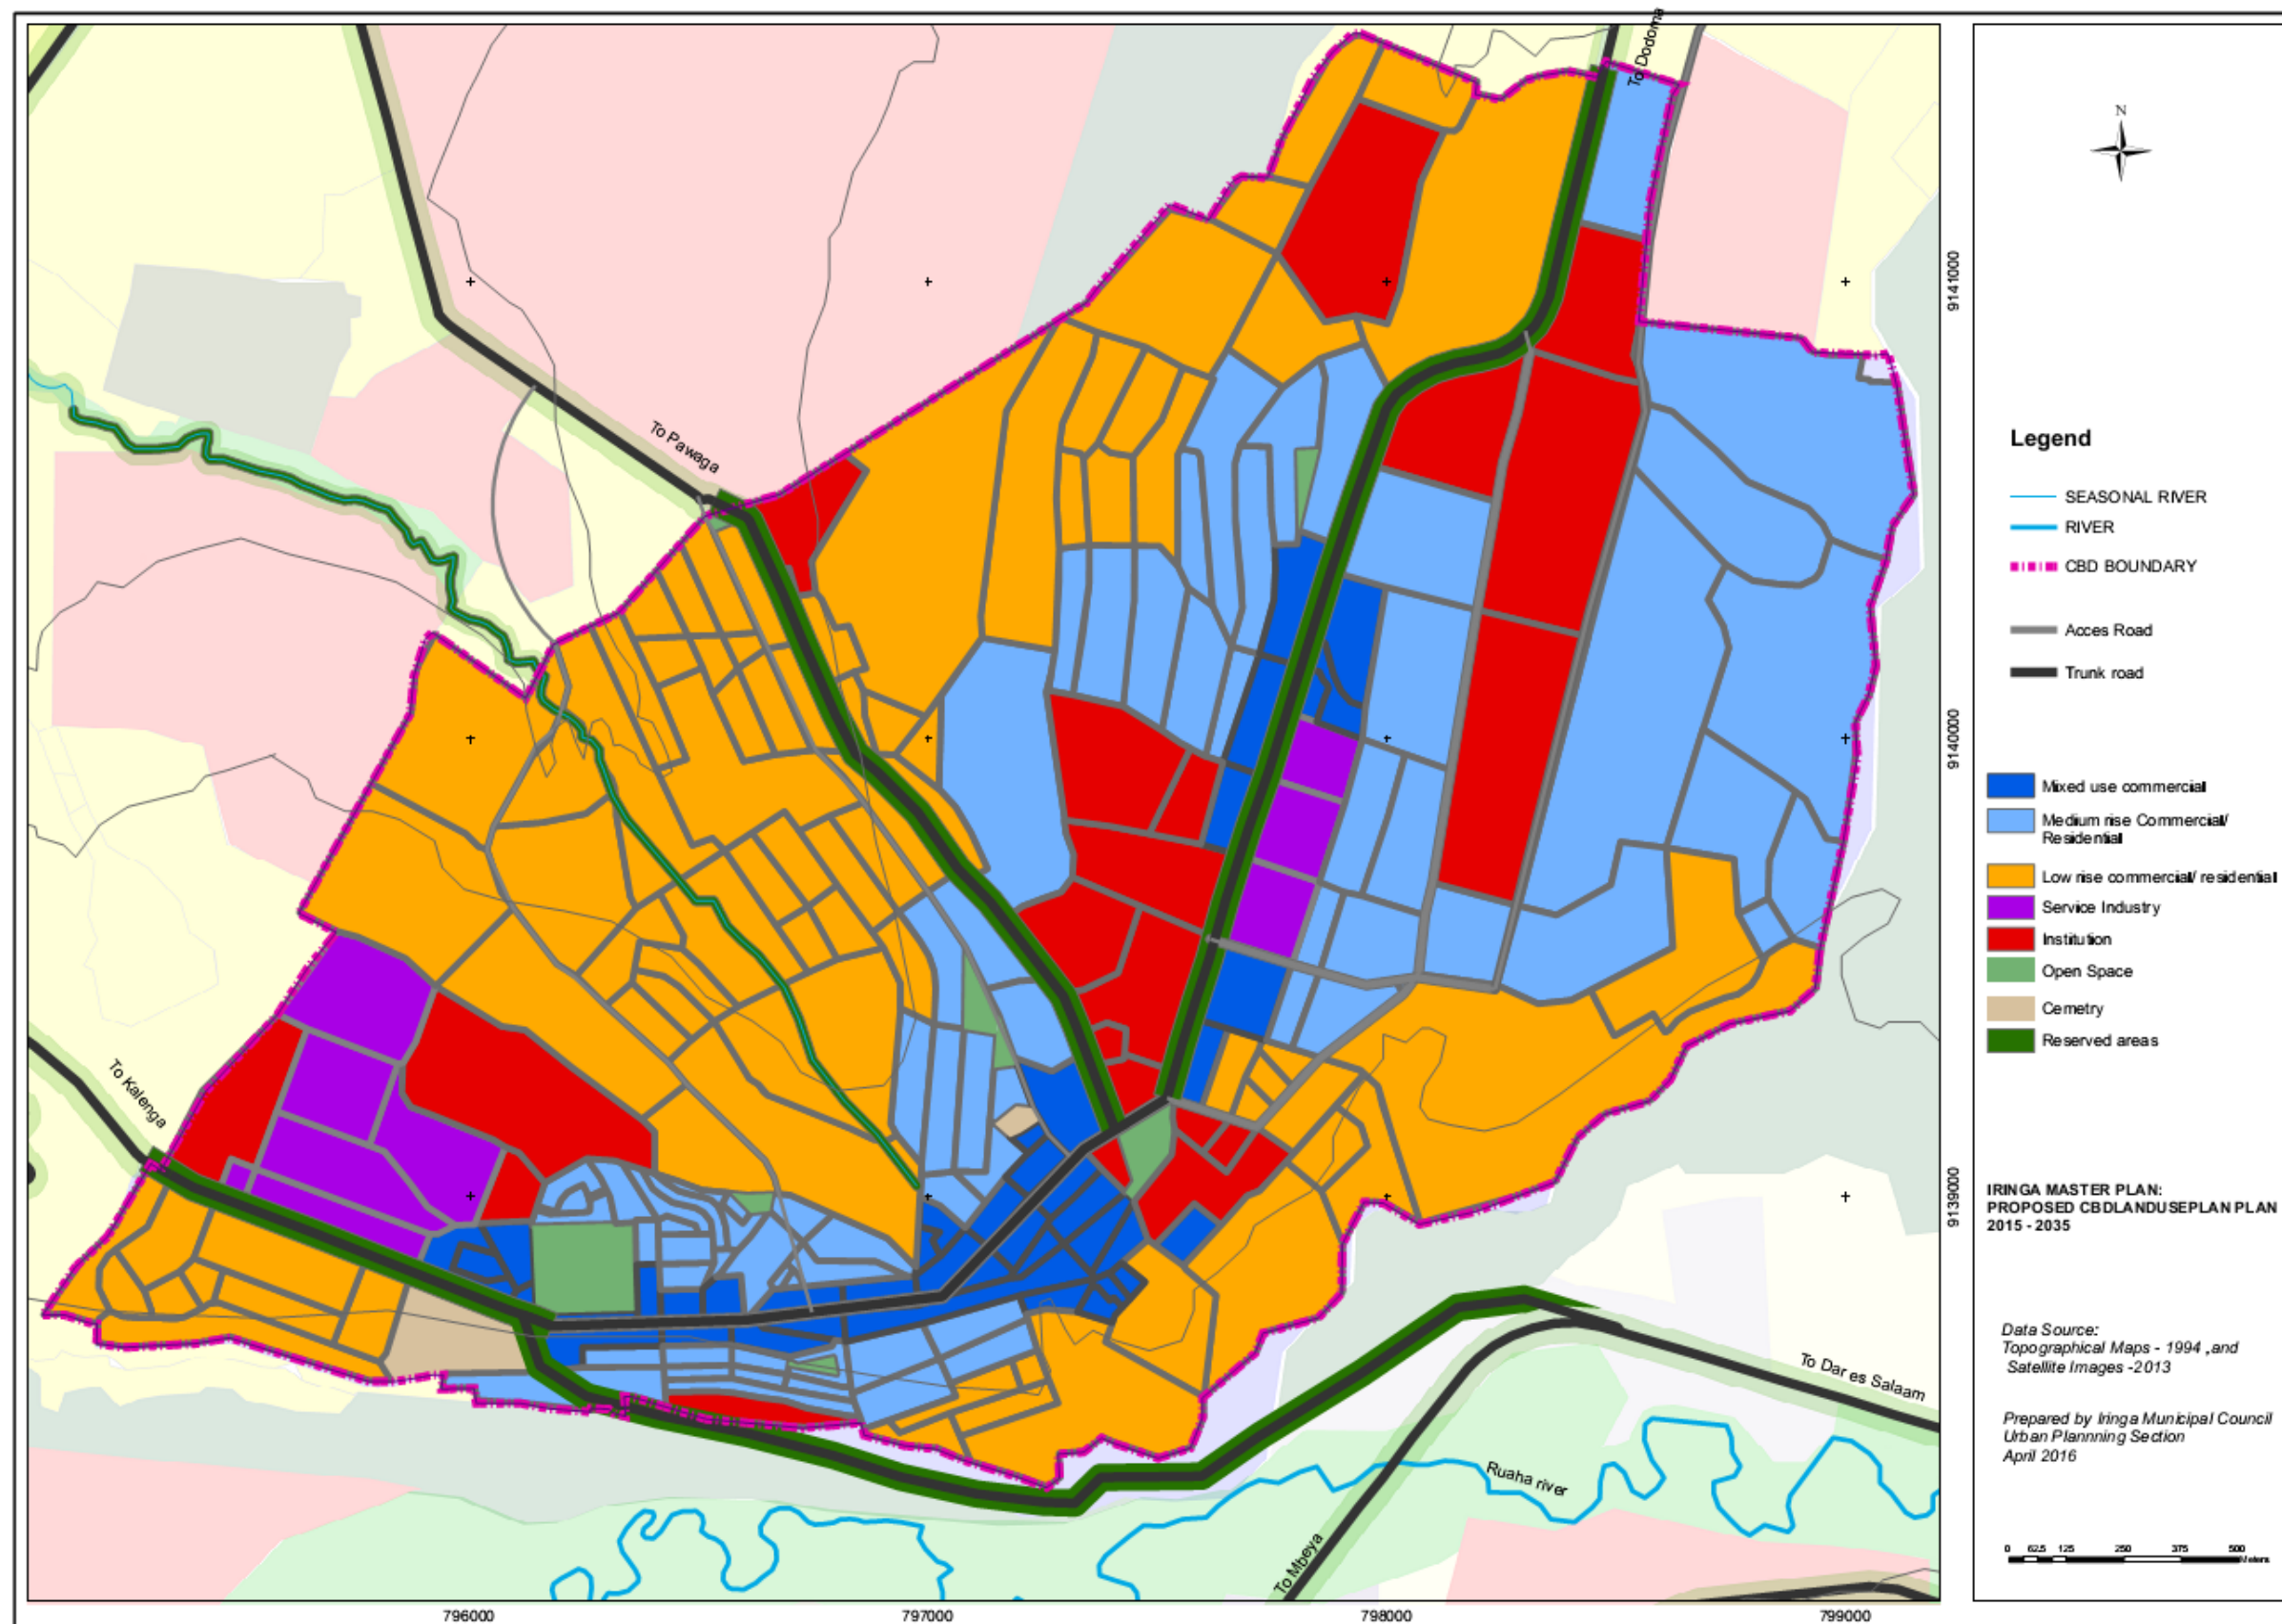 To Dodoma
N
To Pawaga
To Kalenga
To Dar es Salaam
Ruaha river
To Mbeya
9141000
9140000
9139000
796000
797000
798000
799000
Legend
SEASONAL RIVER
RIVER
CBD BOUNDARY
Acces Road
Trunk road
Mixed use commercial
Medium rise Commercial/
Residential
Low rise commercial/ residential
Service Industry
Institution
Open Space
Cemetry
Reserved areas
IRINGA MASTER PLAN:
PROPOSED CBDLANDUSEPLAN PLAN
2015 - 2035
Data Source:
Topographical Maps - 1994 ,and
Satellite Images -2013
Prepared by Iringa Municipal Council
Urban Plannning Section
April 2016
0 62.5 125 250 375 500
Meters